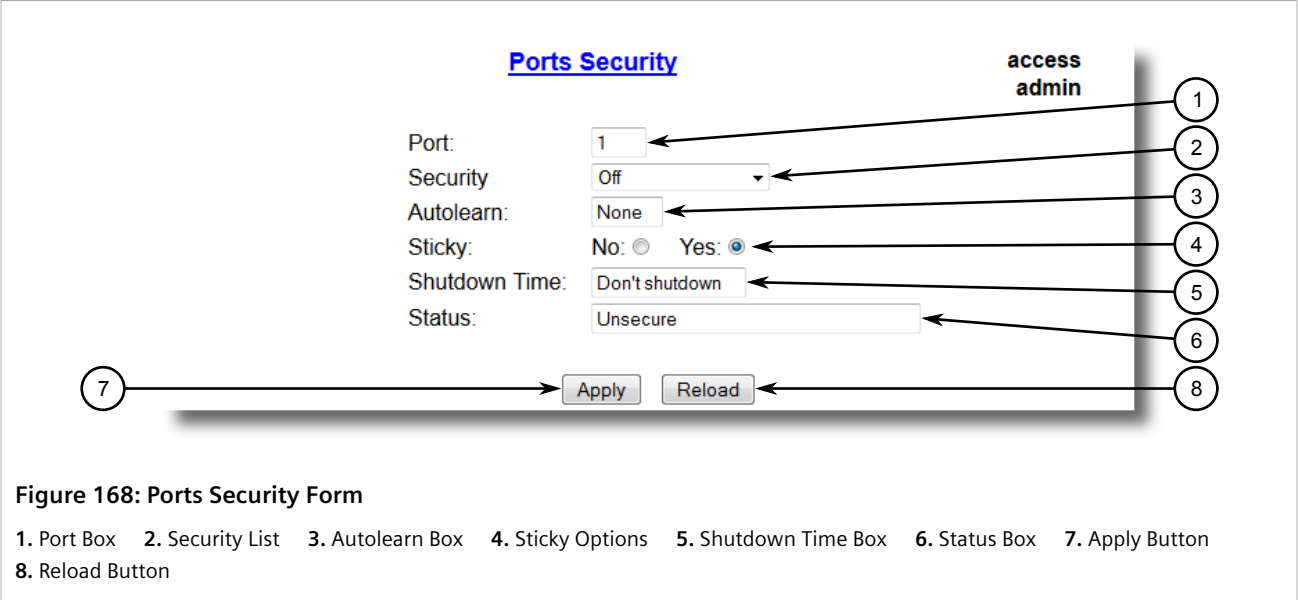 Ports Security
access
admin
1
Port: 1
2
Security Off
3
Autolearn: None
Sticky: No: Yes:
4
Shutdown Time: Don't shutdown
5
Status: Unsecure
6
7
Apply Reload
8
Figure 168: Ports Security Form
1. Port Box 2. Security List 3. Autolearn Box 4. Sticky Options 5. Shutdown Time Box 6. Status Box 7. Apply Button
8. Reload Button